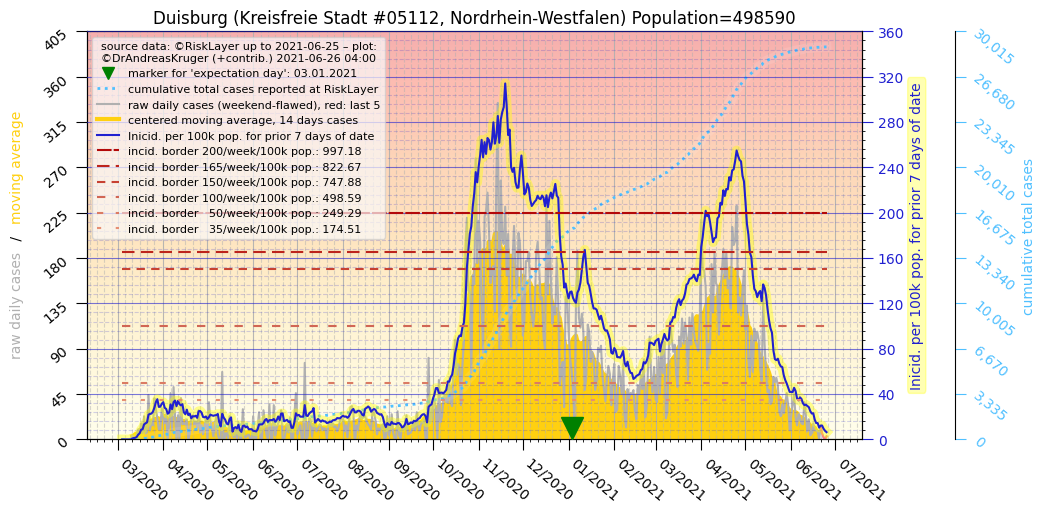 Duisburg (Kreisfreie Stadt #05112, Nordrhein-Westfalen) Population=498590
source data: ©RiskLayer up to 2021-06-25 – plot:
©DrAndreasKruger (+contrib.) 2021-06-26 04:00
marker for 'expectation day': 03.01.2021
cumulative total cases reported at RiskLayer
raw daily cases (weekend-flawed), red: last 5
centered moving average, 14 days cases
Inicid. per 100k pop. for prior 7 days of date
incid. border 200/week/100k pop.: 997.18
incid. border 165/week/100k pop.: 822.67
incid. border 150/week/100k pop.: 747.88
incid. border 100/week/100k pop.: 498.59
incid. border   50/week/100k pop.: 249.29
incid. border   35/week/100k pop.: 174.51
raw daily cases / moving average
405
360
315
270
225
180
135
90
45
0
360
320
280
240
200
160
120
80
40
0
Inicid. per 100k pop. for prior 7 days of date
30,015
26,680
23,345
20,010
16,675
13,340
10,005
6,670
3,335
0
cumulative total cases
03/2020
04/2020
05/2020
06/2020
07/2020
08/2020
09/2020
10/2020
11/2020
12/2020
01/2021
02/2021
03/2021
04/2021
05/2021
06/2021
07/2021